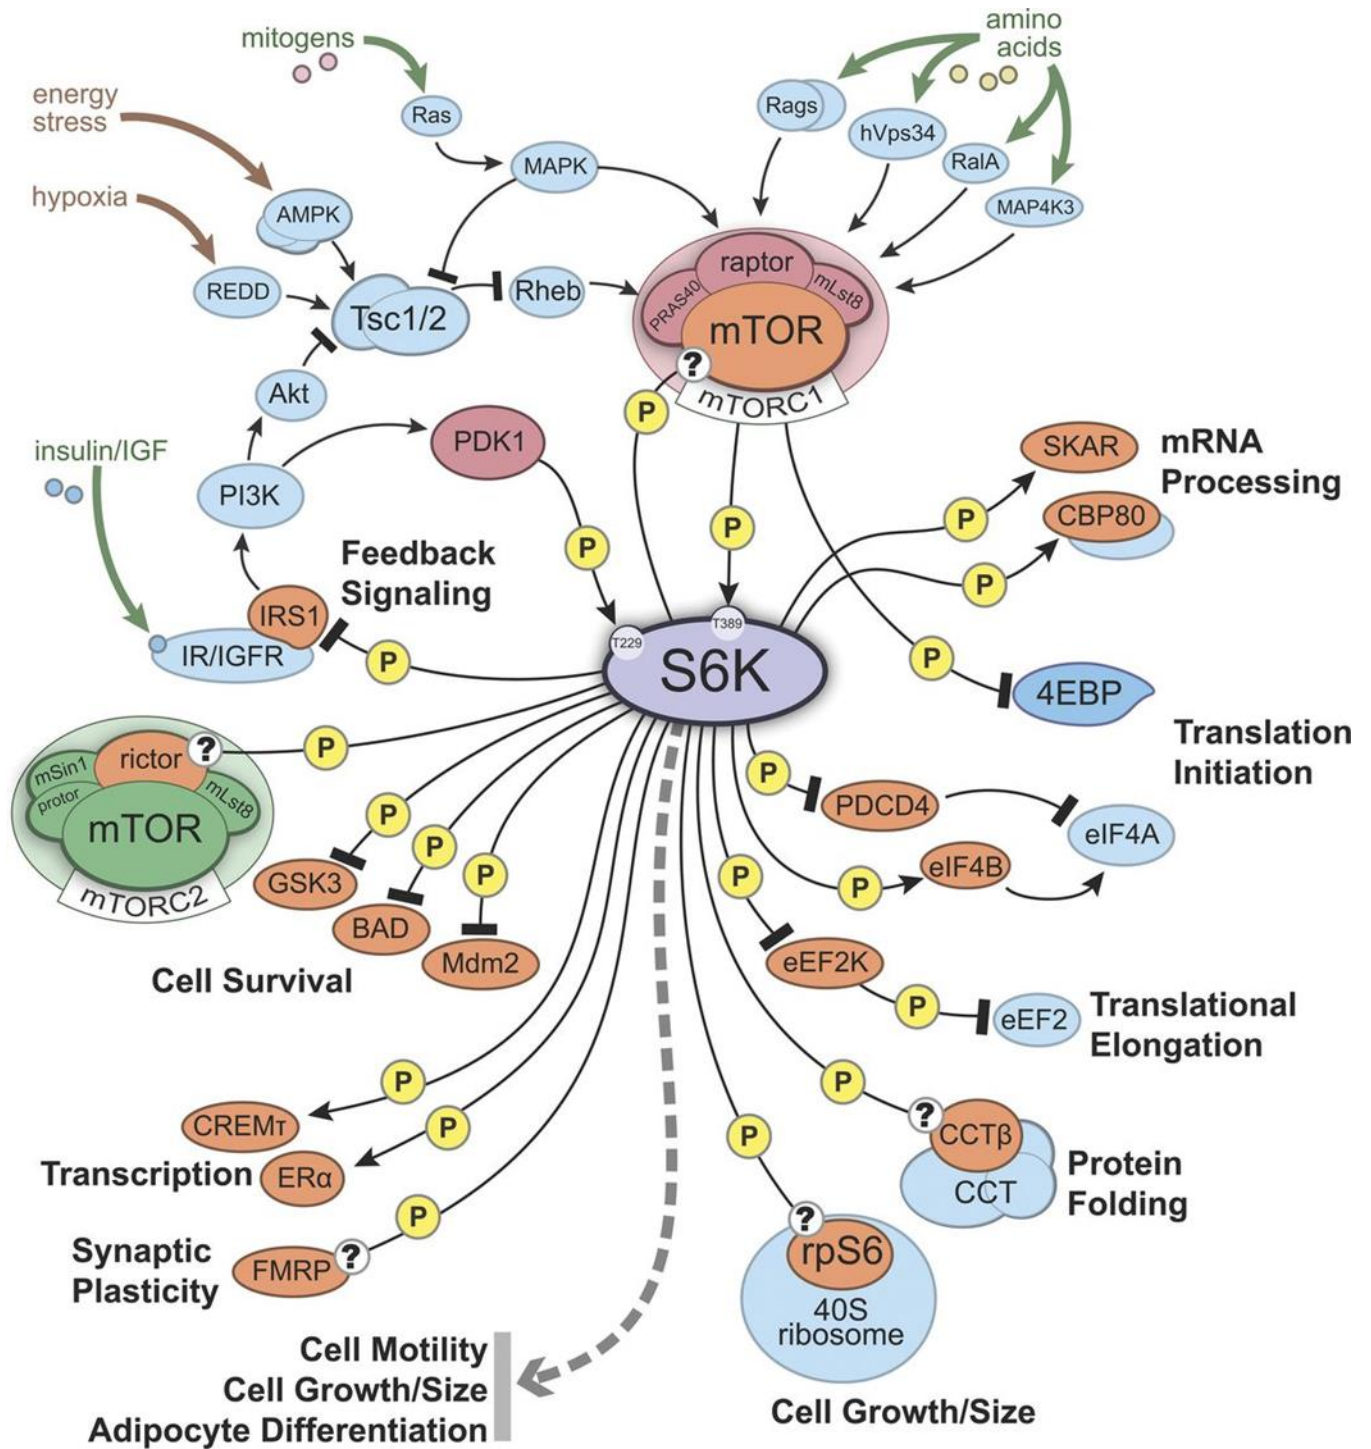 mitogens
amino
acids
energy
stress
Ras
Rags
hVps34
MAPK
RalA
hypoxia
AMPK
MAP4K3
REDD
Tsc1/2
Rheb
raptor
PRAS40
mLst8
mTOR
?
mTORC1
Akt
P
PDK1
insulin/IGF
PI3K
SKAR
mRNA
Processing
P
CBP80
P
P
P
Feedback
Signaling
IRS1
IR/IGFR
P
T229
T389
S6K
P
4EBP
Translation
Initiation
rictor
?
P
mSin1
protor
mLst8
mTOR
mTORC2
P
PDCD4
eIF4A
P
GSK3
P
BAD
P
Mdm2
Cell Survival
eIF4B
P
P
eEF2K
P
eEF2
Translational
Elongation
P
CREMτ
Transcription
P
ERα
P
?
CCTβ
CCT
Protein
Folding
P
Synaptic
Plasticity
FMRP
?
P
?
rpS6
40S
ribosome
Cell Motility
Cell Growth/Size
Adipocyte Differentiation
Cell Growth/Size